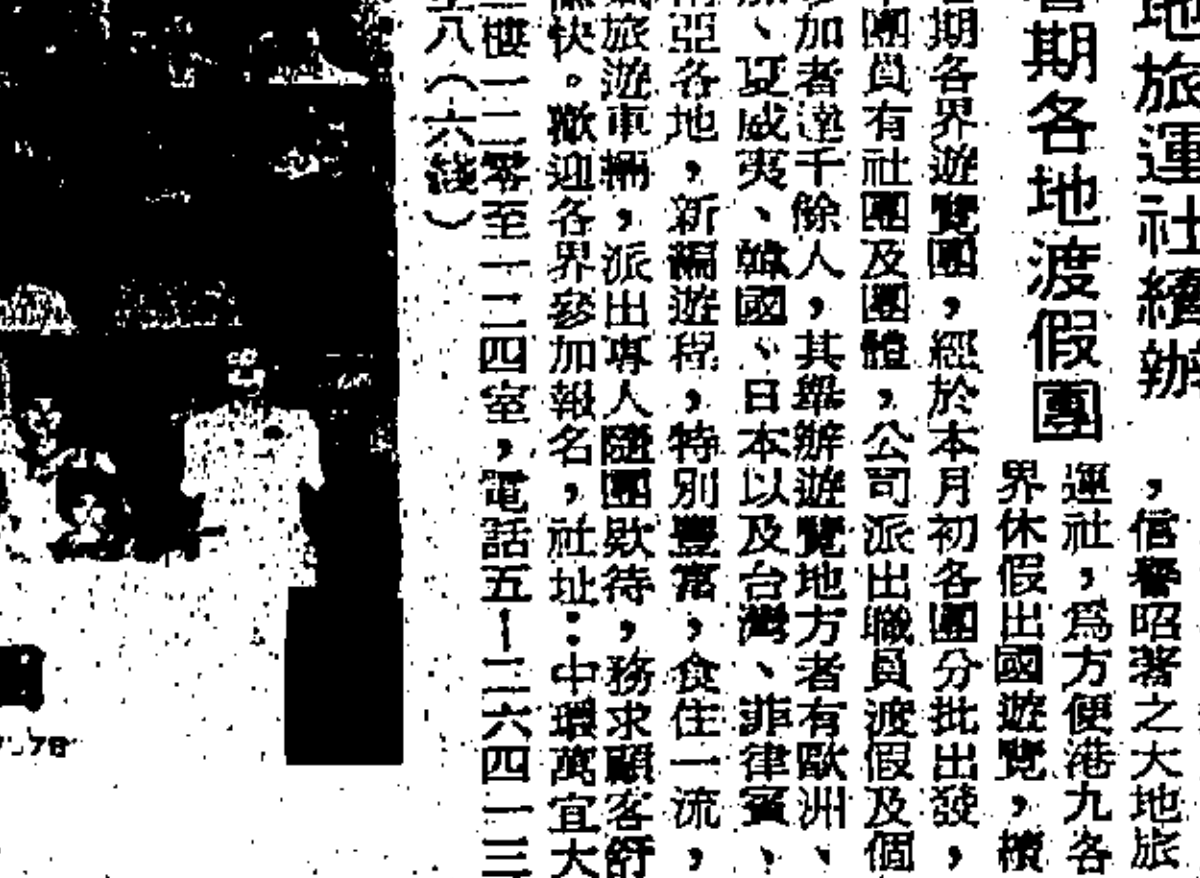 地旅運社續辦
暑期各地渡假團
，信譽昭著之大地旅
運社，為方便港九各
界休假出國遊覽，積
期各界遊覽團，經於本月初各團分批出發，
團員有社團及團體，公司派出職員渡假及個
參加者達千餘人，其舉辦遊覽地方者有歐洲、
、夏威夷、韓國、日本以及台灣、菲律賓、
南亞各地，新編遊程，特別豐富，食住一流，
旅遊車輛，派出專人隨團欵待，務求顧客舒
快。歡迎各界參加報名，社址：中環萬宜大
樓一二零至一二四室，電話五—二六四一三
八（六錢）